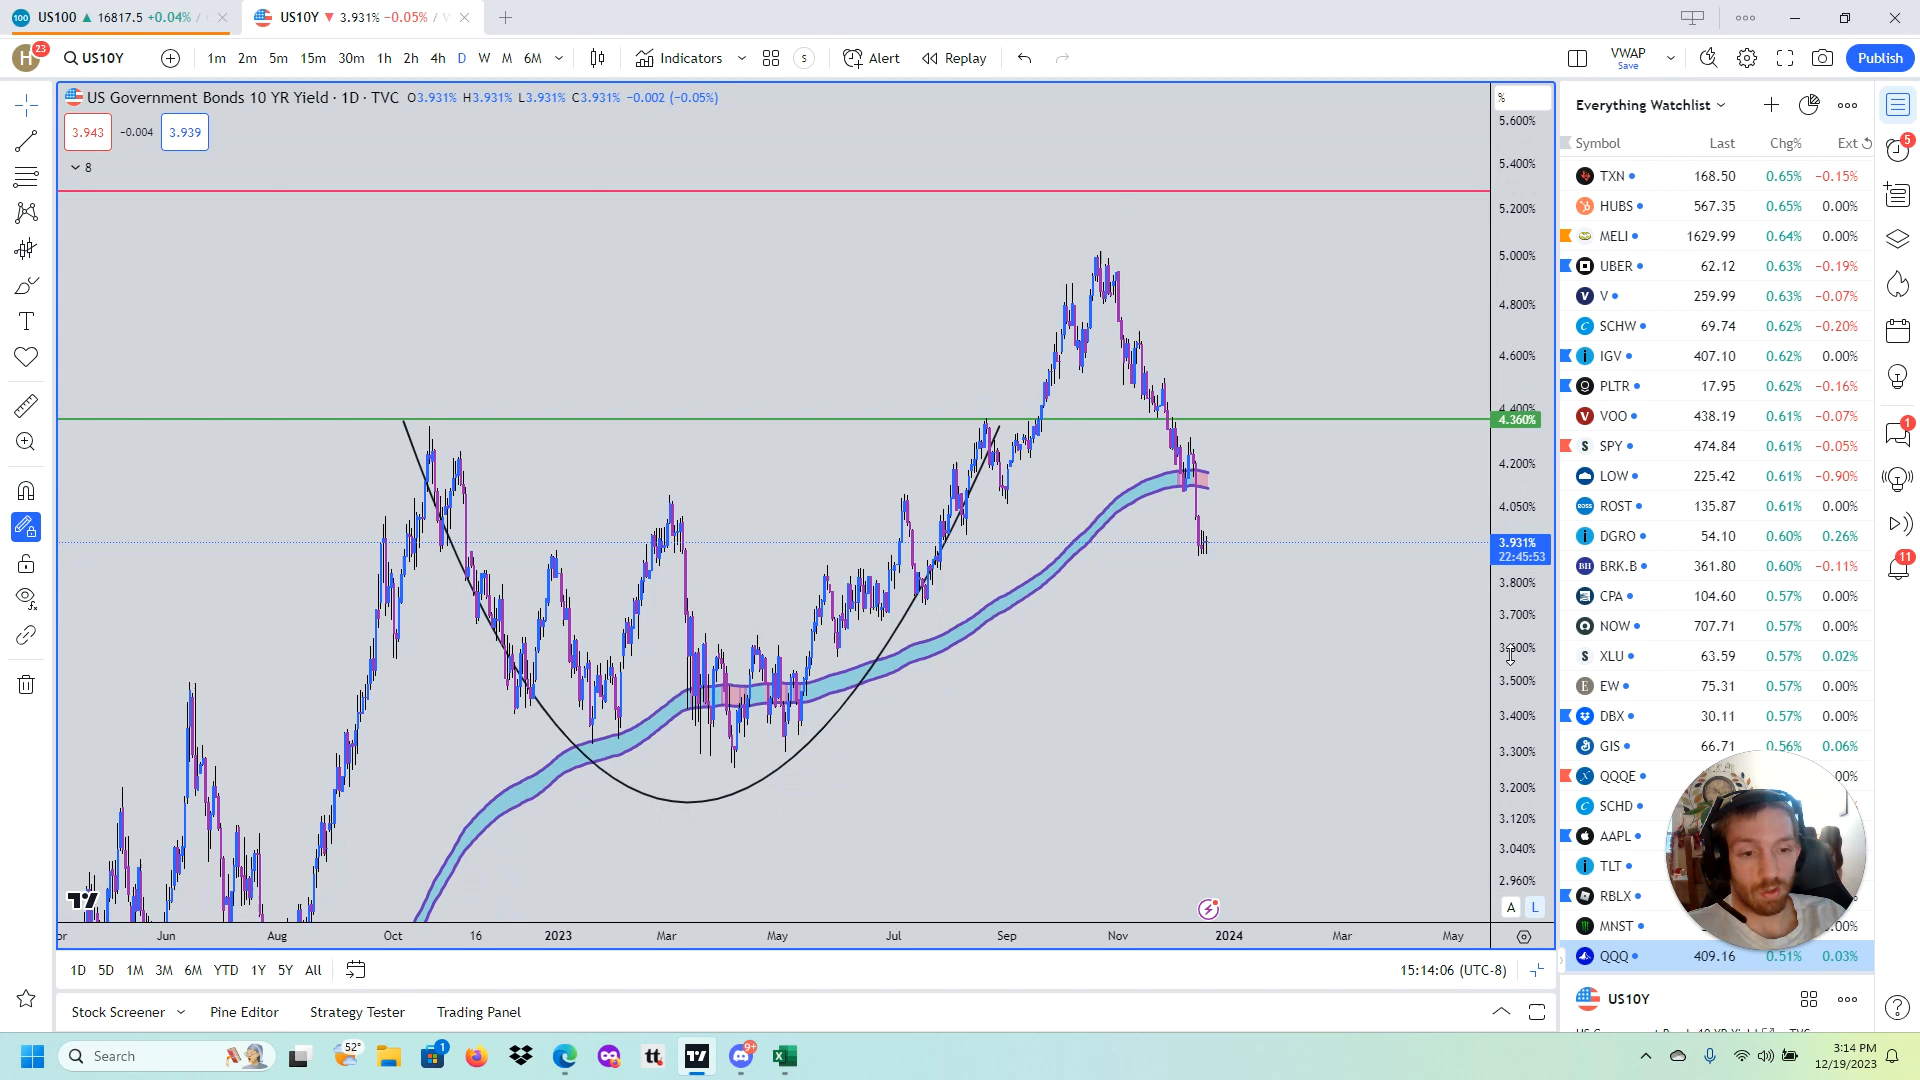 US100 ▲ 16817.5 +0.04% /
US10Y ▼ 3.931% −0.05% /
H 23 US10Y 1m 2m 5m 15m 30m 1h 2h 4h D W M 6M Indicators S Alert Replay VWAP Save Publish
US Government Bonds 10 YR Yield · 1D · TVC O3.931% H3.931% L3.931% C3.931% −0.002 (−0.05%)
3.943 −0.004 3.939
8
%
5.600%
5.400%
5.200%
5.000%
4.800%
4.600%
4.400%
4.360%
4.200%
4.050%
3.931%
22:45:53
3.800%
3.700%
3.600%
3.500%
3.400%
3.300%
3.200%
3.120%
3.040%
2.960%
A L
Jun Aug Oct 16 2023 Mar May Jul Sep Nov 2024 Mar May
1D 5D 1M 3M 6M YTD 1Y 5Y All 15:14:06 (UTC-8)
Stock Screener Pine Editor Strategy Tester Trading Panel
Everything Watchlist
Symbol Last Chg% Ext
TXN 168.50 0.65% −0.15%
HUBS 567.35 0.65% 0.00%
MELI 1629.99 0.64% 0.00%
UBER 62.12 0.63% −0.19%
V 259.99 0.63% −0.07%
SCHW 69.74 0.62% −0.20%
IGV 407.10 0.62% 0.00%
PLTR 17.95 0.62% −0.16%
VOO 438.19 0.61% −0.07%
SPY 474.84 0.61% −0.05%
LOW 225.42 0.61% −0.90%
ROST 135.87 0.61% 0.00%
DGRO 54.10 0.60% 0.26%
BRK.B 361.80 0.60% −0.11%
CPA 104.60 0.57% 0.00%
NOW 707.71 0.57% 0.00%
XLU 63.59 0.57% 0.02%
EW 75.31 0.57% 0.00%
DBX 30.11 0.57% 0.00%
GIS 66.71 0.56% 0.06%
QQQE
SCHD
AAPL
TLT
RBLX
MNST
QQQ 409.16 0.51% 0.03%
US10Y
5
1
11
Search 52° 1 tt 9+
3:14 PM
12/19/2023